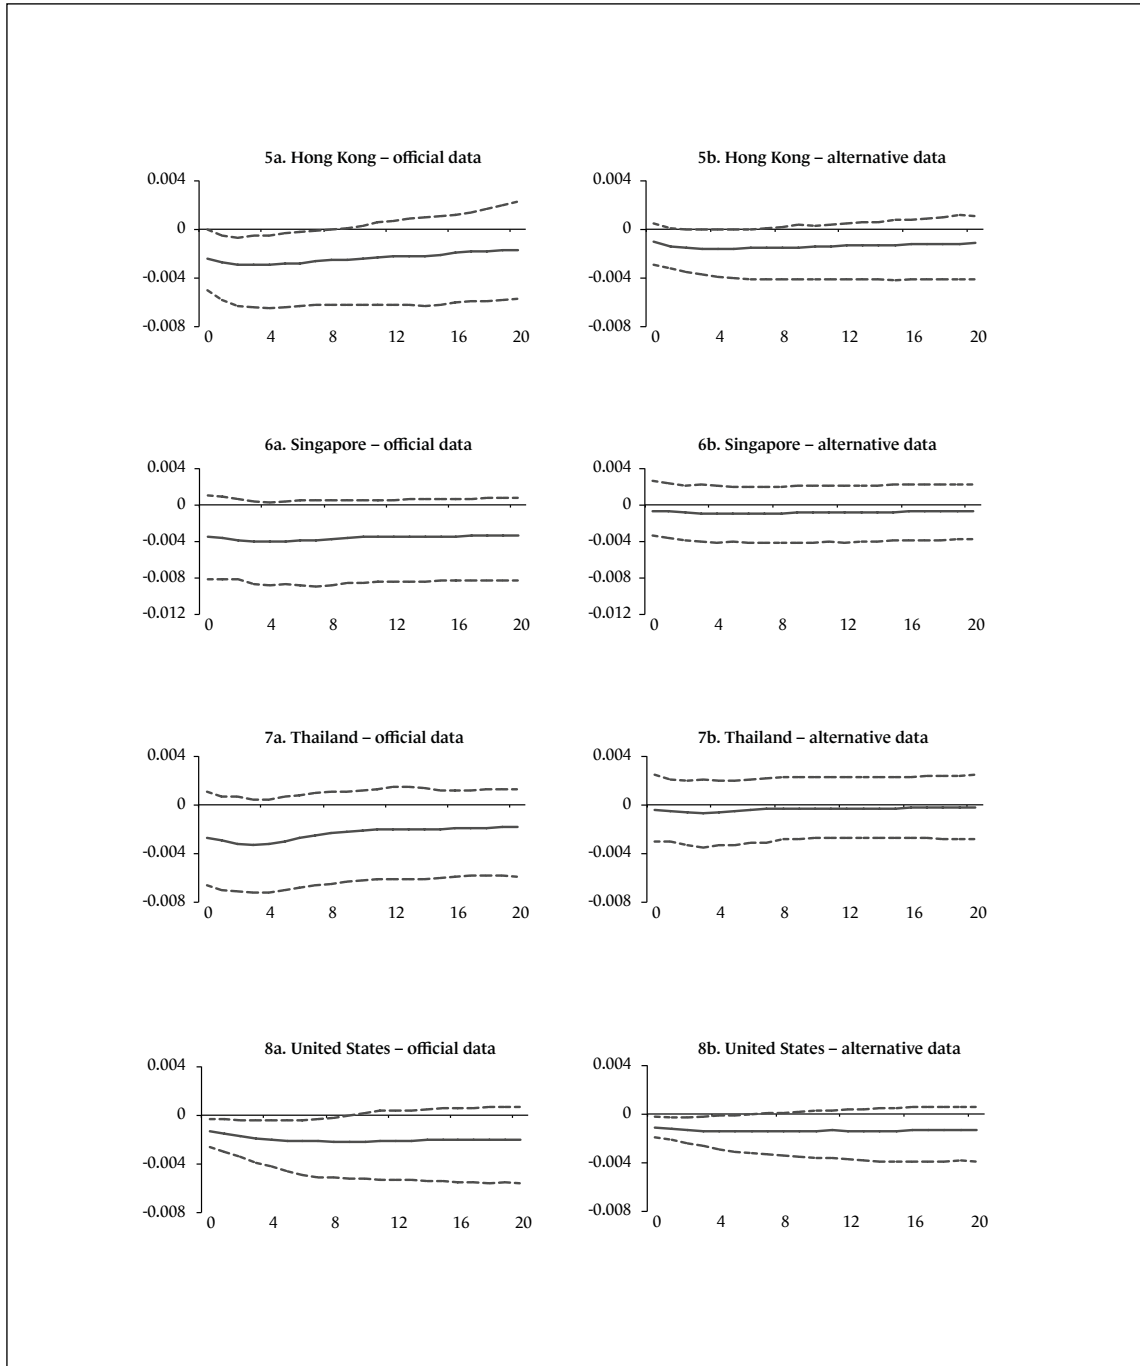 5a. Hong Kong – official data
0.004
0
-0.004
-0.008
0 4 8 12 16 20
5b. Hong Kong – alternative data
0.004
0
-0.004
-0.008
0 4 8 12 16 20
6a. Singapore – official data
0.004
0
-0.004
-0.008
-0.012
0 4 8 12 16 20
6b. Singapore – alternative data
0.004
0
-0.004
-0.008
-0.012
0 4 8 12 16 20
7a. Thailand – official data
0.004
0
-0.004
-0.008
0 4 8 12 16 20
7b. Thailand – alternative data
0.004
0
-0.004
-0.008
0 4 8 12 16 20
8a. United States – official data
0.004
0
-0.004
-0.008
0 4 8 12 16 20
8b. United States – alternative data
0.004
0
-0.004
-0.008
0 4 8 12 16 20